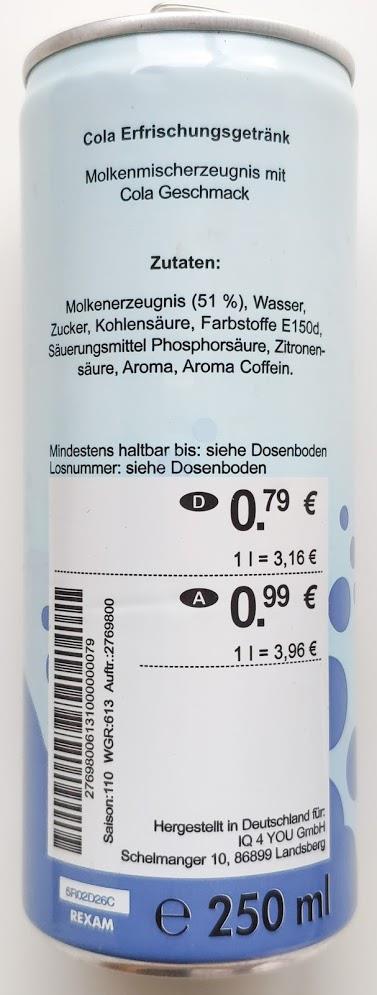 Cola Erfrischungsgetränk
Molkenmischerzeugnis mit
Cola Geschmack
Zutaten:
Molkenerzeugnis (51 %), Wasser,
Zucker, Kohlensäure, Farbstoffe E150d,
Säuerungsmittel Phosphorsäure, Zitronen-
säure, Aroma, Aroma Coffein.
Mindestens haltbar bis: siehe Dosenboden
Losnummer: siehe Dosenboden
D 0.79 €
1 l = 3,16 €
A 0.99 €
1 l = 3,96 €
2769800613100000079
Saison:110 WGR:613 Auftr.:2769800
Hergestellt in Deutschland für:
IQ 4 YOU GmbH
Schelmanger 10, 86899 Landsberg
5R02D26C
REXAM
e 250 ml